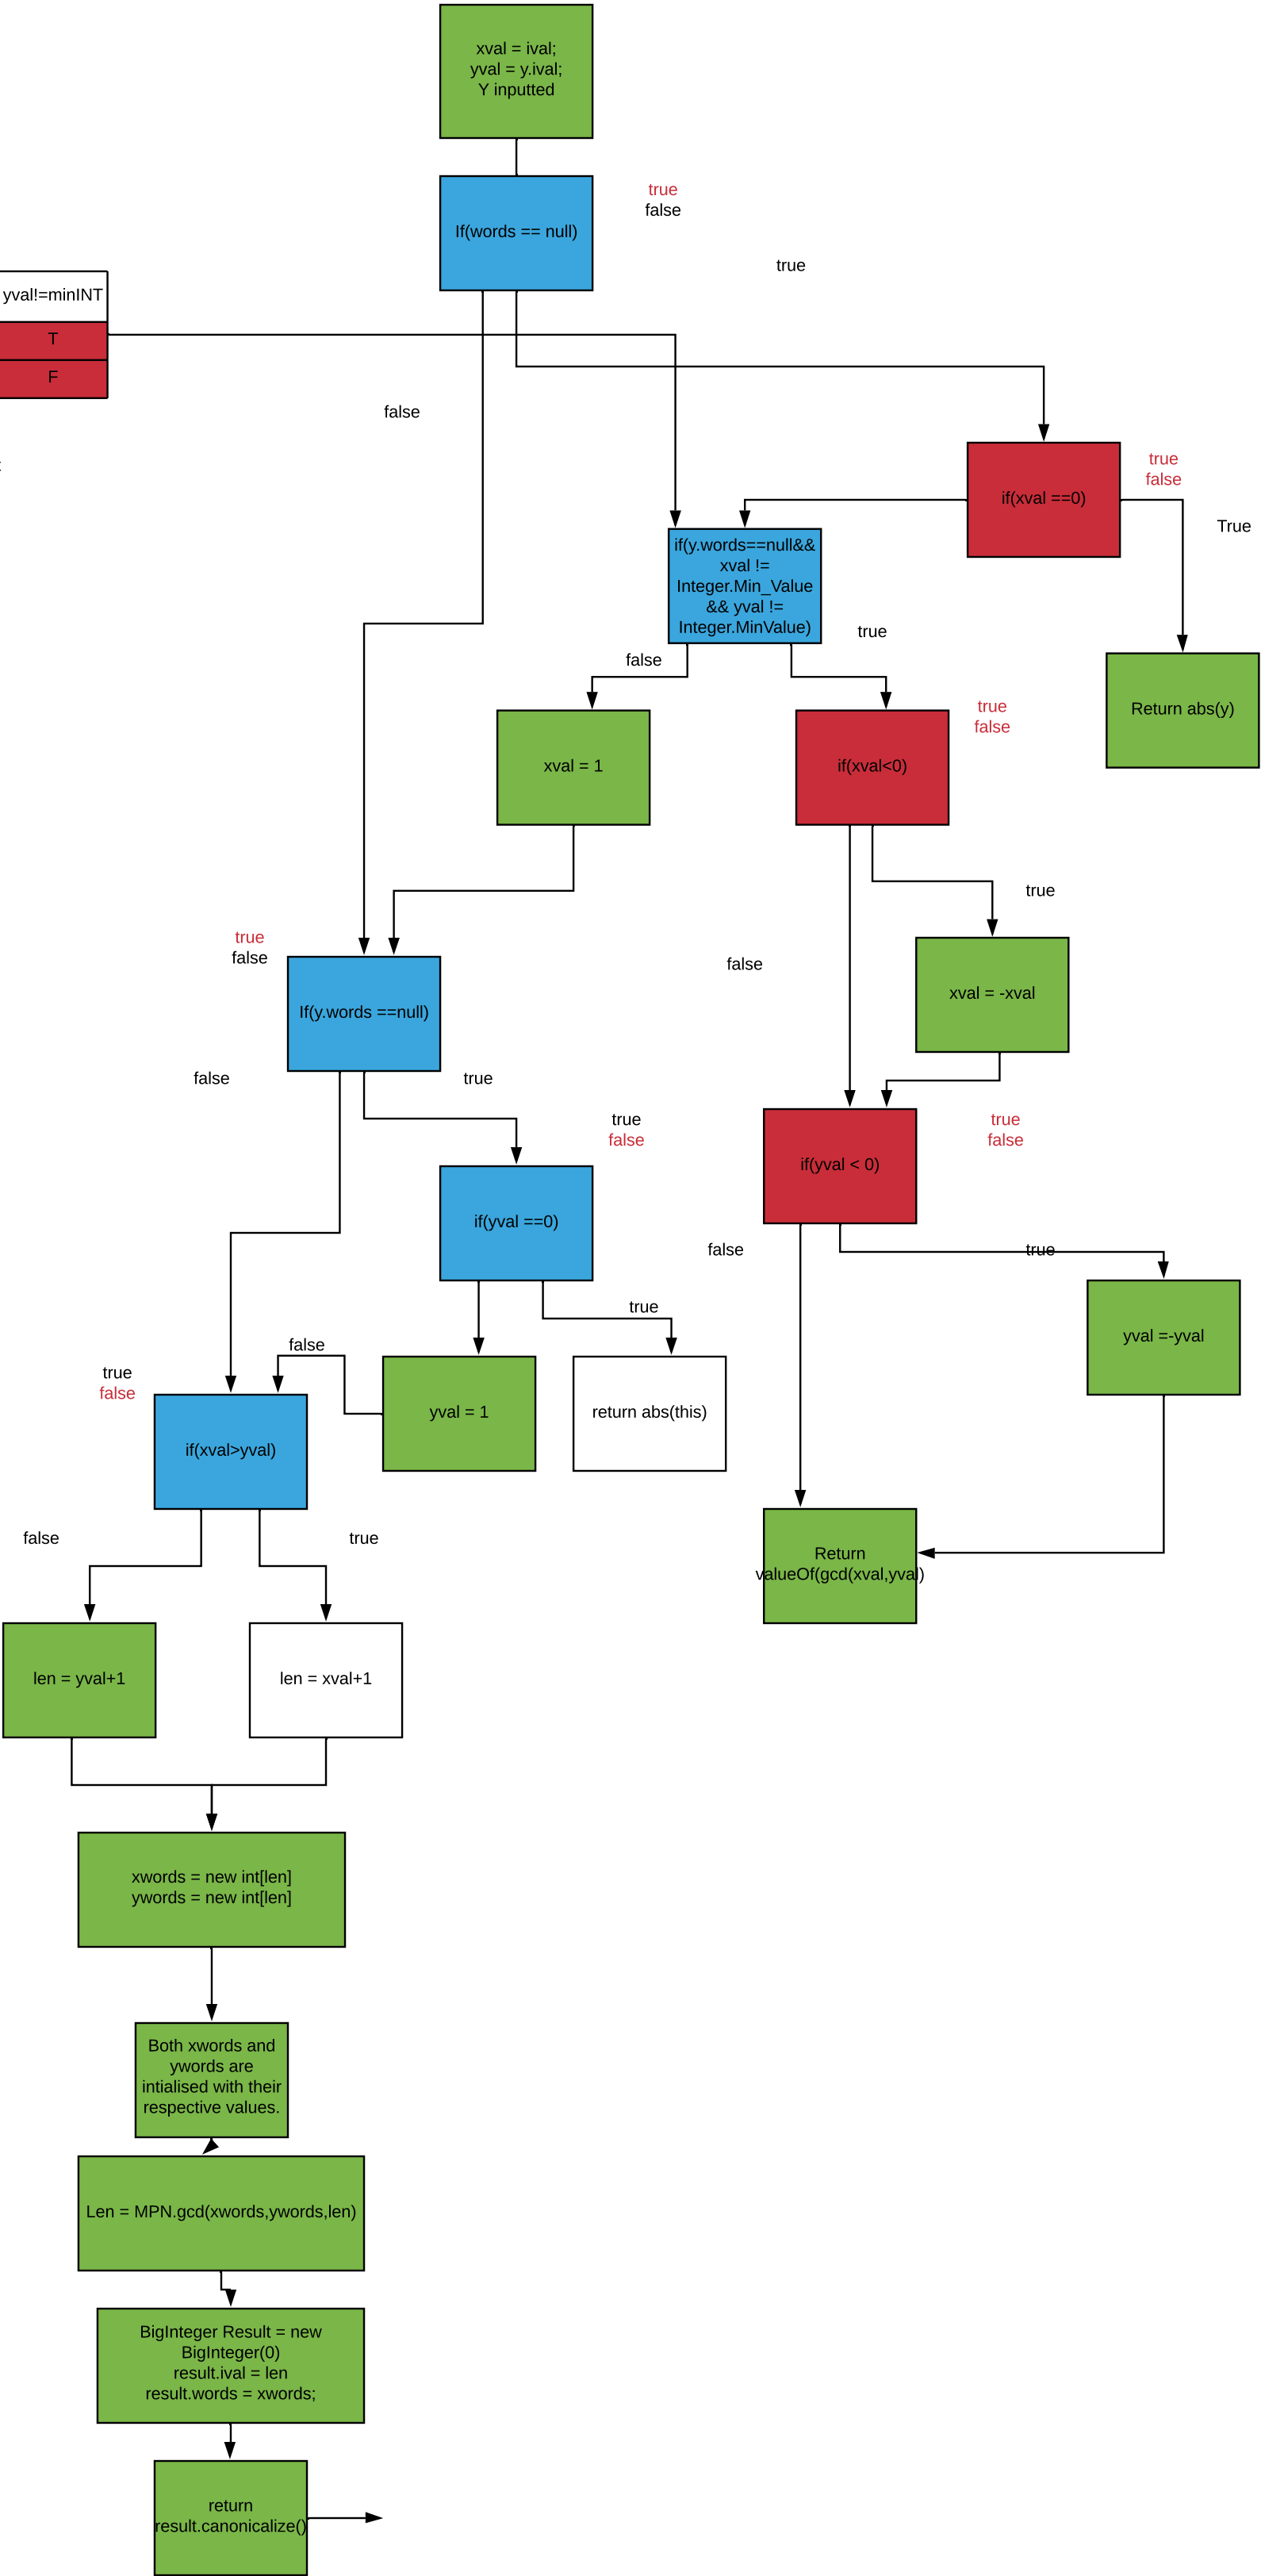 xval = ival;
yval = y.ival;
Y inputted
true
false
If(words == null)
true
yval!=minINT
T
F
false
true
false
if(xval ==0)
True
if(y.words==null&&
xval !=
Integer.Min_Value
&& yval !=
Integer.MinValue)
true
false
Return abs(y)
true
false
xval = 1
if(xval<0)
true
true
false
false
xval = -xval
If(y.words ==null)
false
true
true
false
true
false
if(yval < 0)
if(yval ==0)
false
true
true
yval =-yval
false
true
false
yval = 1
return abs(this)
if(xval>yval)
false
true
Return
valueOf(gcd(xval,yval)
len = yval+1
len = xval+1
xwords = new int[len]
ywords = new int[len]
Both xwords and
ywords are
intialised with their
respective values.
Len = MPN.gcd(xwords,ywords,len)
BigInteger Result = new
BigInteger(0)
result.ival = len
result.words = xwords;
return
result.canonicalize()